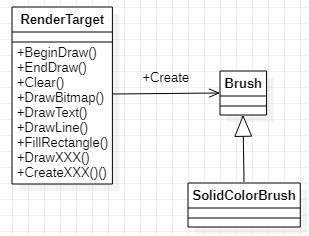 RenderTarget
+BeginDraw()
+EndDraw()
+Clear()
+DrawBitmap()
+DrawText()
+DrawLine()
+FillRectangle()
+DrawXXX()
+CreateXXX()()
+Create
Brush
SolidColorBrush